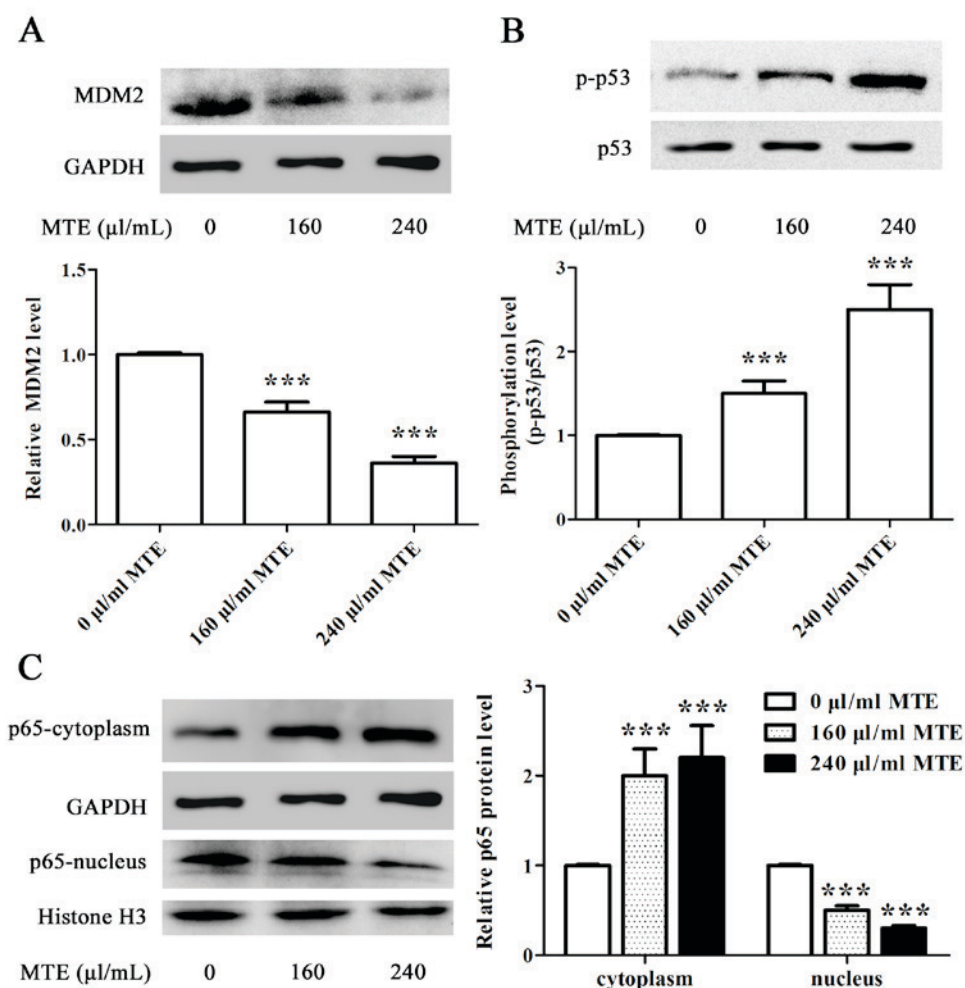 A
MDM2
GAPDH
MTE (µl/mL) 0 160 240
Relative MDM2 level
1.5
1.0
0.5
0.0
***
***
0 µl/ml MTE
160 µl/ml MTE
240 µl/ml MTE
B
p-p53
p53
MTE (µl/mL) 0 160 240
Phosphorylation level
(p-p53/p53)
3
2
1
0
***
***
0 µl/ml MTE
160 µl/ml MTE
240 µl/ml MTE
C
p65-cytoplasm
GAPDH
p65-nucleus
Histone H3
MTE (µl/mL) 0 160 240
Relative p65 protein level
3
2
1
0
***
***
***
***
cytoplasm nucleus
0 µl/ml MTE
160 µl/ml MTE
240 µl/ml MTE